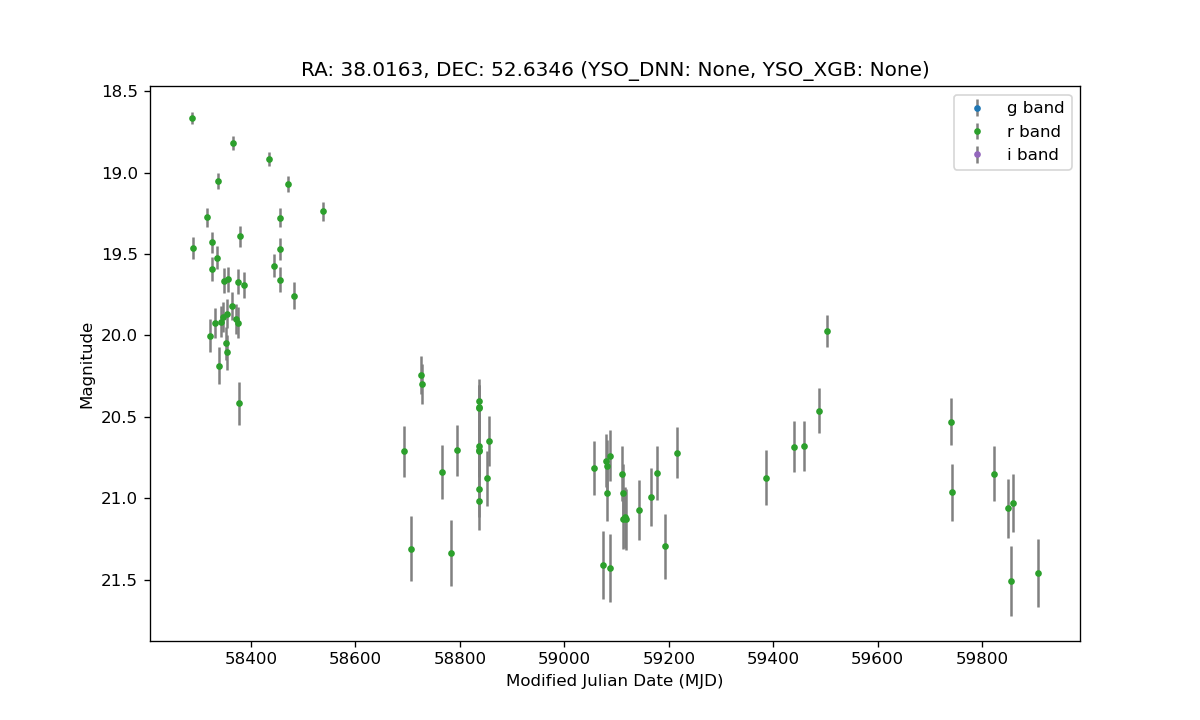 RA: 38.0163, DEC: 52.6346 (YSO_DNN: None, YSO_XGB: None)
g band
r band
i band
Magnitude
18.5
19.0
19.5
20.0
20.5
21.0
21.5
58400
58600
58800
59000
59200
59400
59600
59800
Modified Julian Date (MJD)